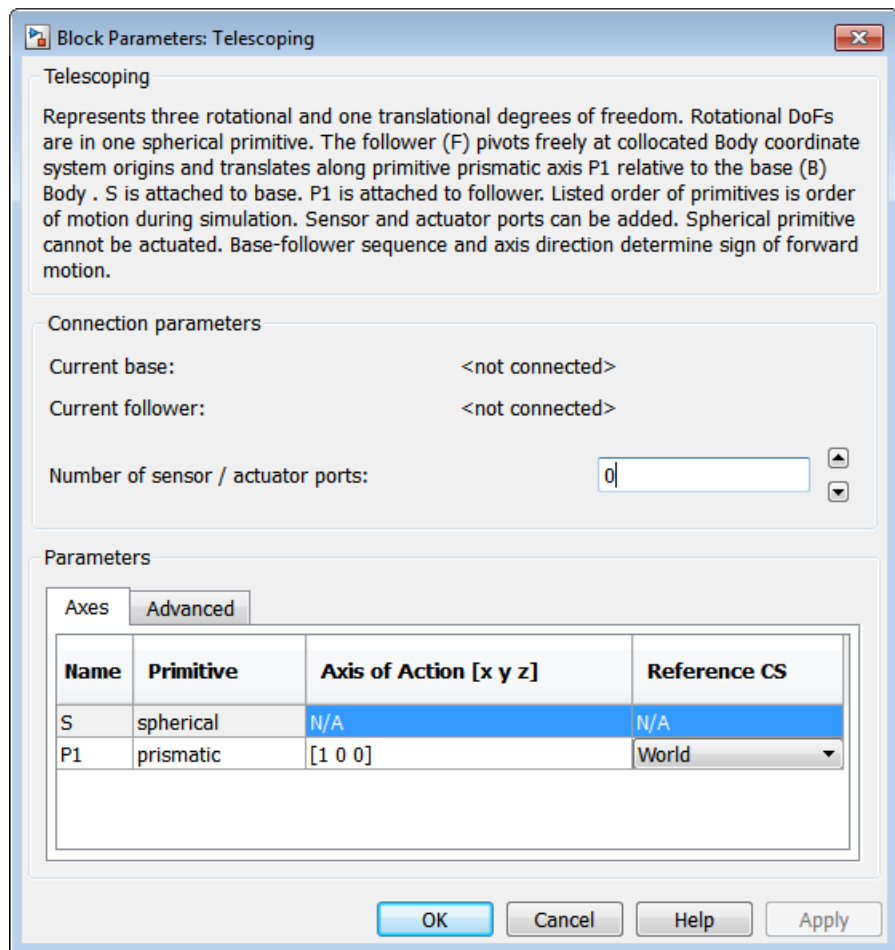 Block Parameters: Telescoping
Telescoping
Represents three rotational and one translational degrees of freedom. Rotational DoFs
are in one spherical primitive. The follower (F) pivots freely at collocated Body coordinate
system origins and translates along primitive prismatic axis P1 relative to the base (B)
Body . S is attached to base. P1 is attached to follower. Listed order of primitives is order
of motion during simulation. Sensor and actuator ports can be added. Spherical primitive
cannot be actuated. Base-follower sequence and axis direction determine sign of forward
motion.
Connection parameters
Current base: <not connected>
Current follower: <not connected>
Number of sensor / actuator ports: 0
Parameters
Axes Advanced
Name Primitive Axis of Action [x y z] Reference CS
S spherical N/A N/A
P1 prismatic [1 0 0] World
OK Cancel Help Apply